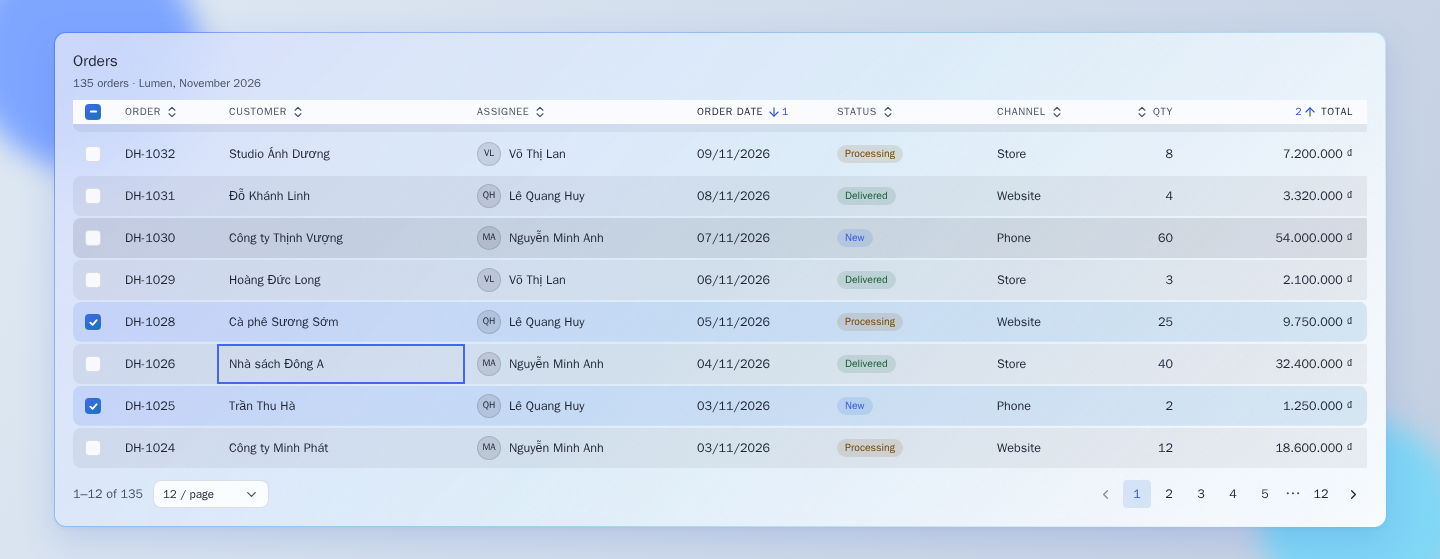 Orders
135 orders · Lumen, November 2026
ORDER CUSTOMER ASSIGNEE ORDER DATE 1 STATUS CHANNEL QTY 2 TOTAL
DH-1032 Studio Ánh Dương VL Võ Thị Lan 09/11/2026 Processing Store 8 7.200.000 ₫
DH-1031 Đỗ Khánh Linh QH Lê Quang Huy 08/11/2026 Delivered Website 4 3.320.000 ₫
DH-1030 Công ty Thịnh Vượng MA Nguyễn Minh Anh 07/11/2026 New Phone 60 54.000.000 ₫
DH-1029 Hoàng Đức Long VL Võ Thị Lan 06/11/2026 Delivered Store 3 2.100.000 ₫
DH-1028 Cà phê Sương Sớm QH Lê Quang Huy 05/11/2026 Processing Website 25 9.750.000 ₫
DH-1026 Nhà sách Đông A MA Nguyễn Minh Anh 04/11/2026 Delivered Store 40 32.400.000 ₫
DH-1025 Trần Thu Hà QH Lê Quang Huy 03/11/2026 New Phone 2 1.250.000 ₫
DH-1024 Công ty Minh Phát MA Nguyễn Minh Anh 03/11/2026 Processing Website 12 18.600.000 ₫
1–12 of 135 12 / page 1 2 3 4 5 ··· 12